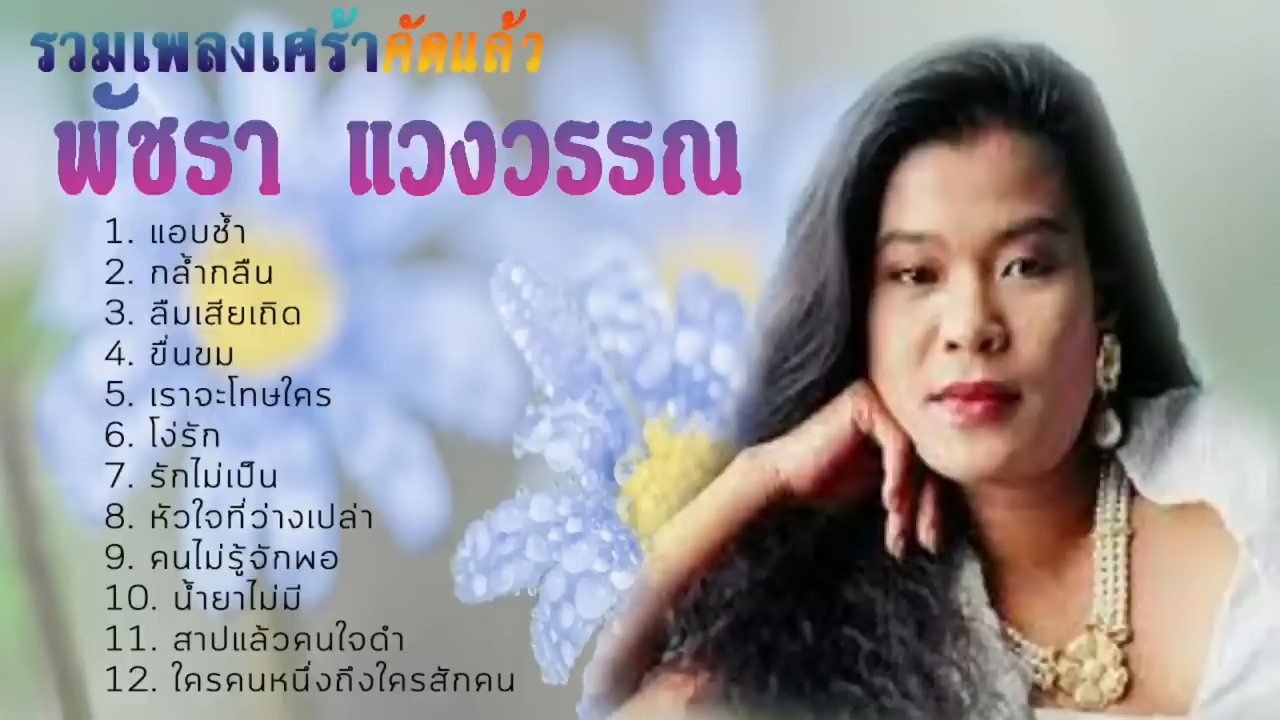 รวมเพลงเศร้าคัดแล้ว
พัชรา แวงวรรณ
1. แอบช้ำ
2. กล้ำกลืน
3. ลืมเสียเถิด
4. ขื่นขม
5. เราจะโทษใคร
6. โง่รัก
7. รักไม่เป็น
8. หัวใจที่ว่างเปล่า
9. คนไม่รู้จักพอ
10. น้ำยาไม่มี
11. สาปแล้วคนใจดำ
12. ใครคนหนึ่งถึงใครสักคน